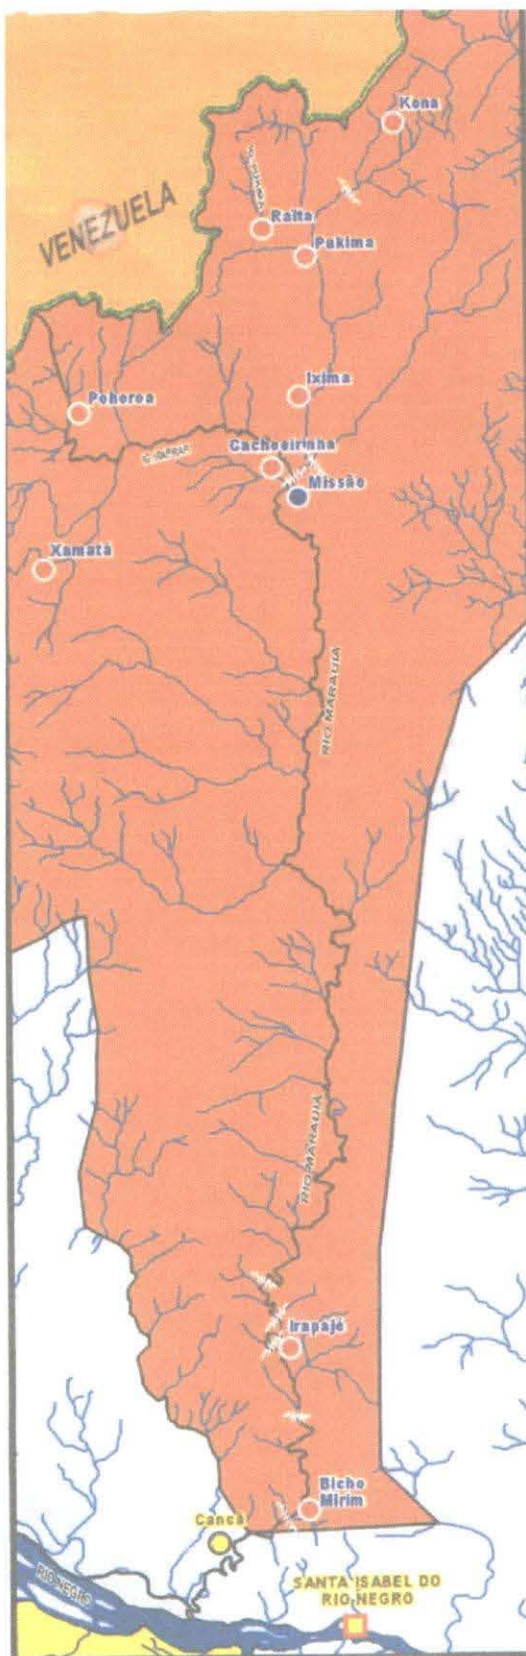 Kona
VENEZUELA
Raita
Pukima
Ixima
Pohoroa
Cachoeirinha
Missão
Xamatá
RIO MARAUIÁ
RIO MARAUIÁ
Irapajé
Bicho
Mirim
Cancã
RIO NEGRO
SANTA ISABEL DO
RIO NEGRO